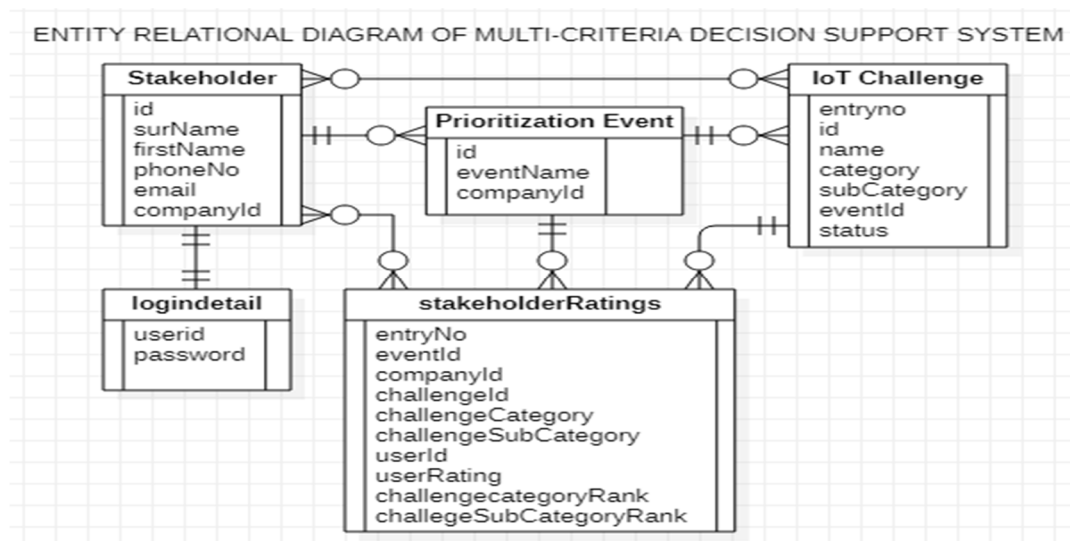 ENTITY RELATIONAL DIAGRAM OF MULTI-CRITERIA DECISION SUPPORT SYSTEM
Stakeholder
id
surName
firstName
phoneNo
email
companyId
Prioritization Event
id
eventName
companyId
IoT Challenge
entryno
id
name
category
subCategory
eventId
status
logindetail
userid
password
stakeholderRatings
entryNo
eventId
companyId
challengeId
challengeCategory
challengeSubCategory
userId
userRating
challengecategoryRank
challegeSubCategoryRank